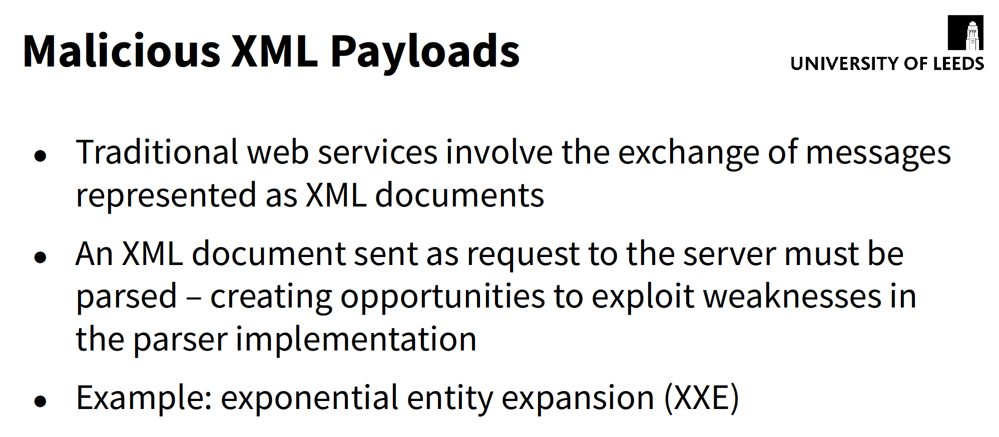 Malicious XML Payloads
UNIVERSITY OF LEEDS
● Traditional web services involve the exchange of messages
represented as XML documents
● An XML document sent as request to the server must be
parsed – creating opportunities to exploit weaknesses in
the parser implementation
● Example: exponential entity expansion (XXE)